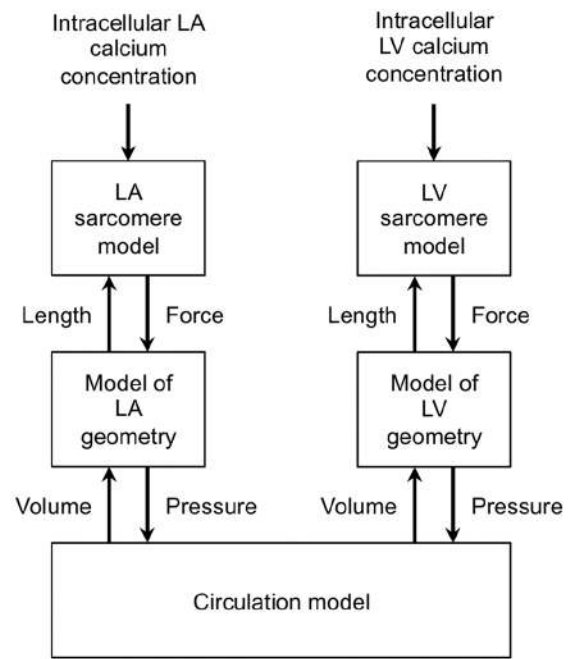 Intracellular LA
calcium
concentration
Intracellular
LV calcium
concentration
LA
sarcomere
model
LV
sarcomere
model
Length
Force
Length
Force
Model of
LA
geometry
Model of
LV
geometry
Volume
Pressure
Volume
Pressure
Circulation model